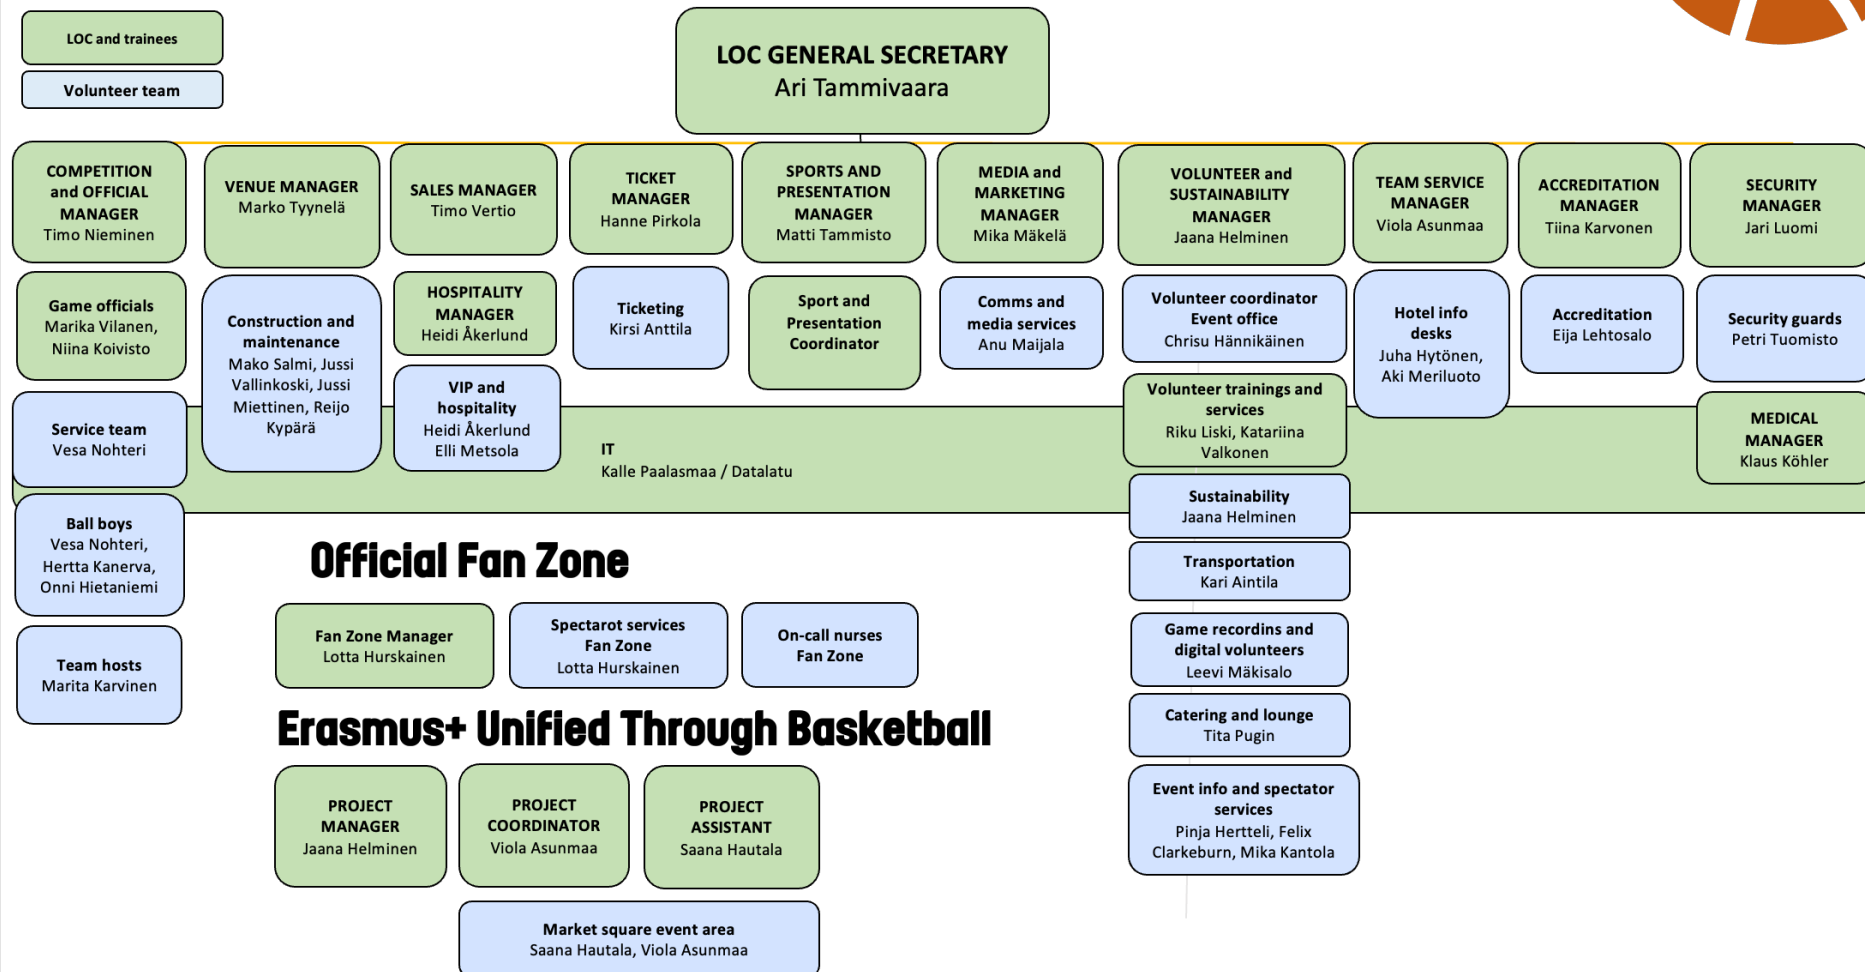 LOC and trainees
Volunteer team
LOC GENERAL SECRETARY
Ari Tammivaara
COMPETITION
and OFFICIAL
MANAGER
Timo Nieminen
Game officials
Marika Vilanen,
Niina Koivisto
Service team
Vesa Nohteri
Ball boys
Vesa Nohteri,
Hertta Kanerva,
Onni Hietaniemi
Team hosts
Marita Karvinen
VENUE MANAGER
Marko Tyynelä
Construction and
maintenance
Mako Salmi, Jussi
Vallinkoski, Jussi
Miettinen, Reijo
Kypärä
SALES MANAGER
Timo Vertio
HOSPITALITY
MANAGER
Heidi Åkerlund
VIP and
hospitality
Heidi Åkerlund
Elli Metsola
TICKET
MANAGER
Hanne Pirkola
Ticketing
Kirsi Anttila
SPORTS AND
PRESENTATION
MANAGER
Matti Tammisto
Sport and
Presentation
Coordinator
MEDIA and
MARKETING
MANAGER
Mika Mäkelä
Comms and
media services
Anu Maijala
VOLUNTEER and
SUSTAINABILITY
MANAGER
Jaana Helminen
Volunteer coordinator
Event office
Chrisu Hännikäinen
Volunteer trainings and
services
Riku Liski, Katariina
Valkonen
Sustainability
Jaana Helminen
Transportation
Kari Aintila
Game recordins and
digital volunteers
Leevi Mäkisalo
Catering and lounge
Tita Pugin
Event info and spectator
services
Pinja Hertteli, Felix
Clarkeburn, Mika Kantola
TEAM SERVICE
MANAGER
Viola Asunmaa
Hotel info
desks
Juha Hytönen,
Aki Meriluoto
ACCREDITATION
MANAGER
Tiina Karvonen
Accreditation
Eija Lehtosalo
SECURITY
MANAGER
Jari Luomi
Security guards
Petri Tuomisto
MEDICAL
MANAGER
Klaus Köhler
IT
Kalle Paalasmaa / Datalatu
Official Fan Zone
Fan Zone Manager
Lotta Hurskainen
Spectarot services
Fan Zone
Lotta Hurskainen
On-call nurses
Fan Zone
Erasmus+ Unified Through Basketball
PROJECT
MANAGER
Jaana Helminen
PROJECT
COORDINATOR
Viola Asunmaa
PROJECT
ASSISTANT
Saana Hautala
Market square event area
Saana Hautala, Viola Asunmaa